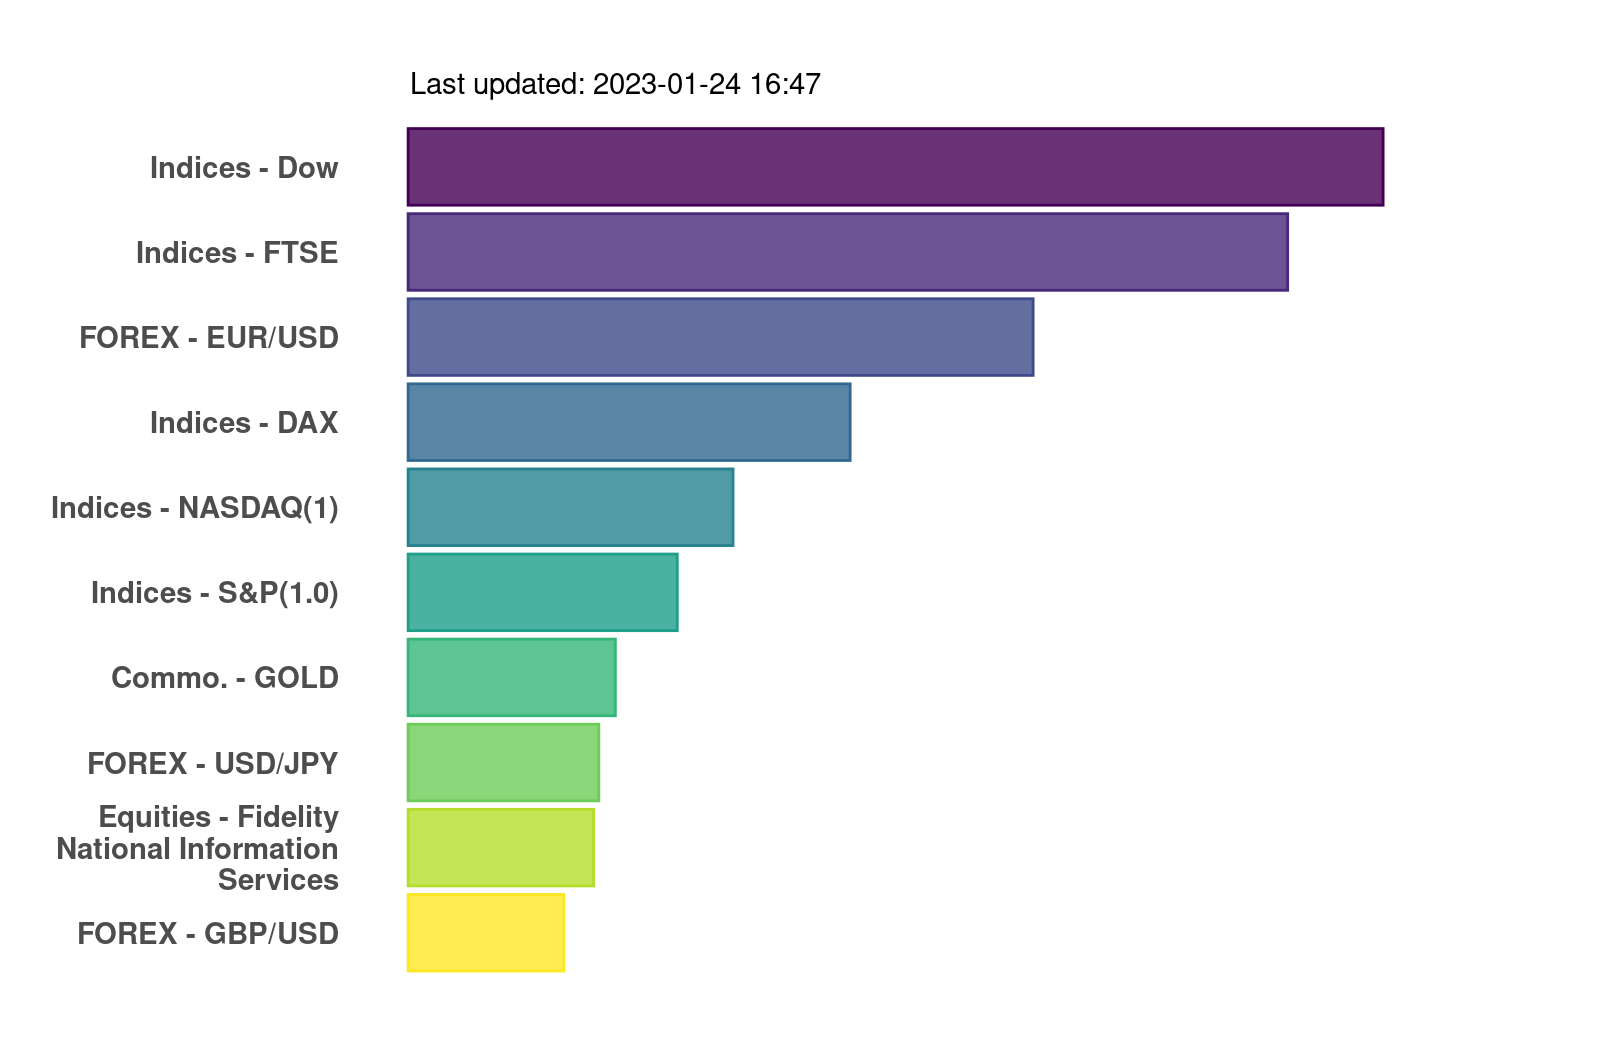 Last updated: 2023-01-24 16:47
Indices - Dow
Indices - FTSE
FOREX - EUR/USD
Indices - DAX
Indices - NASDAQ(1)
Indices - S&P(1.0)
Commo. - GOLD
FOREX - USD/JPY
Equities - Fidelity
National Information
Services
FOREX - GBP/USD